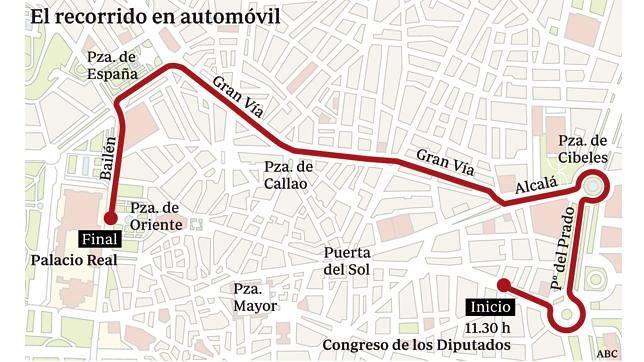 El recorrido en automóvil
Pza. de
España
Gran Vía
Bailén
Pza. de
Callao
Gran Vía
Pza. de
Cibeles
Alcalá
Pza. de
Oriente
Final
Palacio Real
Pº del Prado
Puerta
del Sol
Pza.
Mayor
Inicio
11.30 h
Congreso de los Diputados
ABC